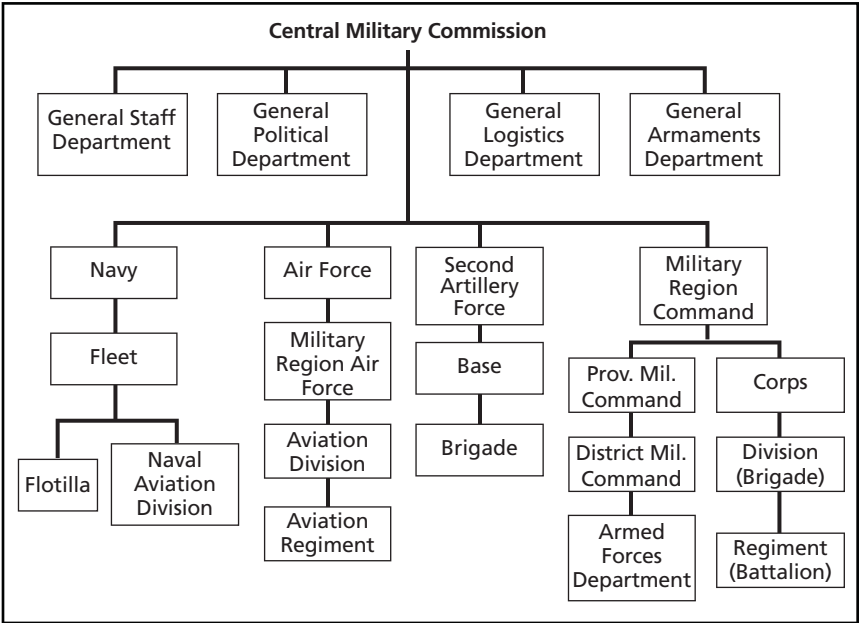 Central Military Commission
General Staff
Department
General
Political
Department
General
Logistics
Department
General
Armaments
Department
Navy
Air Force
Second
Artillery
Force
Military
Region
Command
Fleet
Military
Region Air
Force
Base
Prov. Mil.
Command
Corps
Flotilla
Naval
Aviation
Division
Aviation
Division
Brigade
District Mil.
Command
Division
(Brigade)
Aviation
Regiment
Armed
Forces
Department
Regiment
(Battalion)